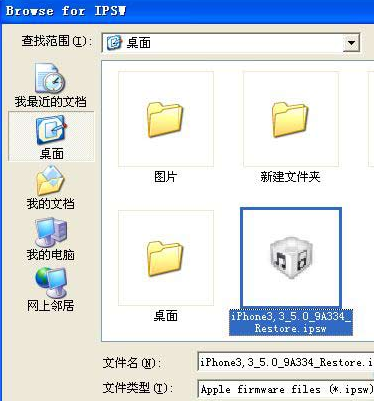 Browse for IPSW
查找范围(I):
桌面
我最近的文档
桌面
我的文档
我的电脑
网上邻居
图片
新建文件夹
桌面
iPhone3,3_5.0_9A334_
Restore.ipsw
文件名(N):
iPhone3,3_5.0_9A334_Restore.i
文件类型(T):
Apple firmware files (*.ipsw)